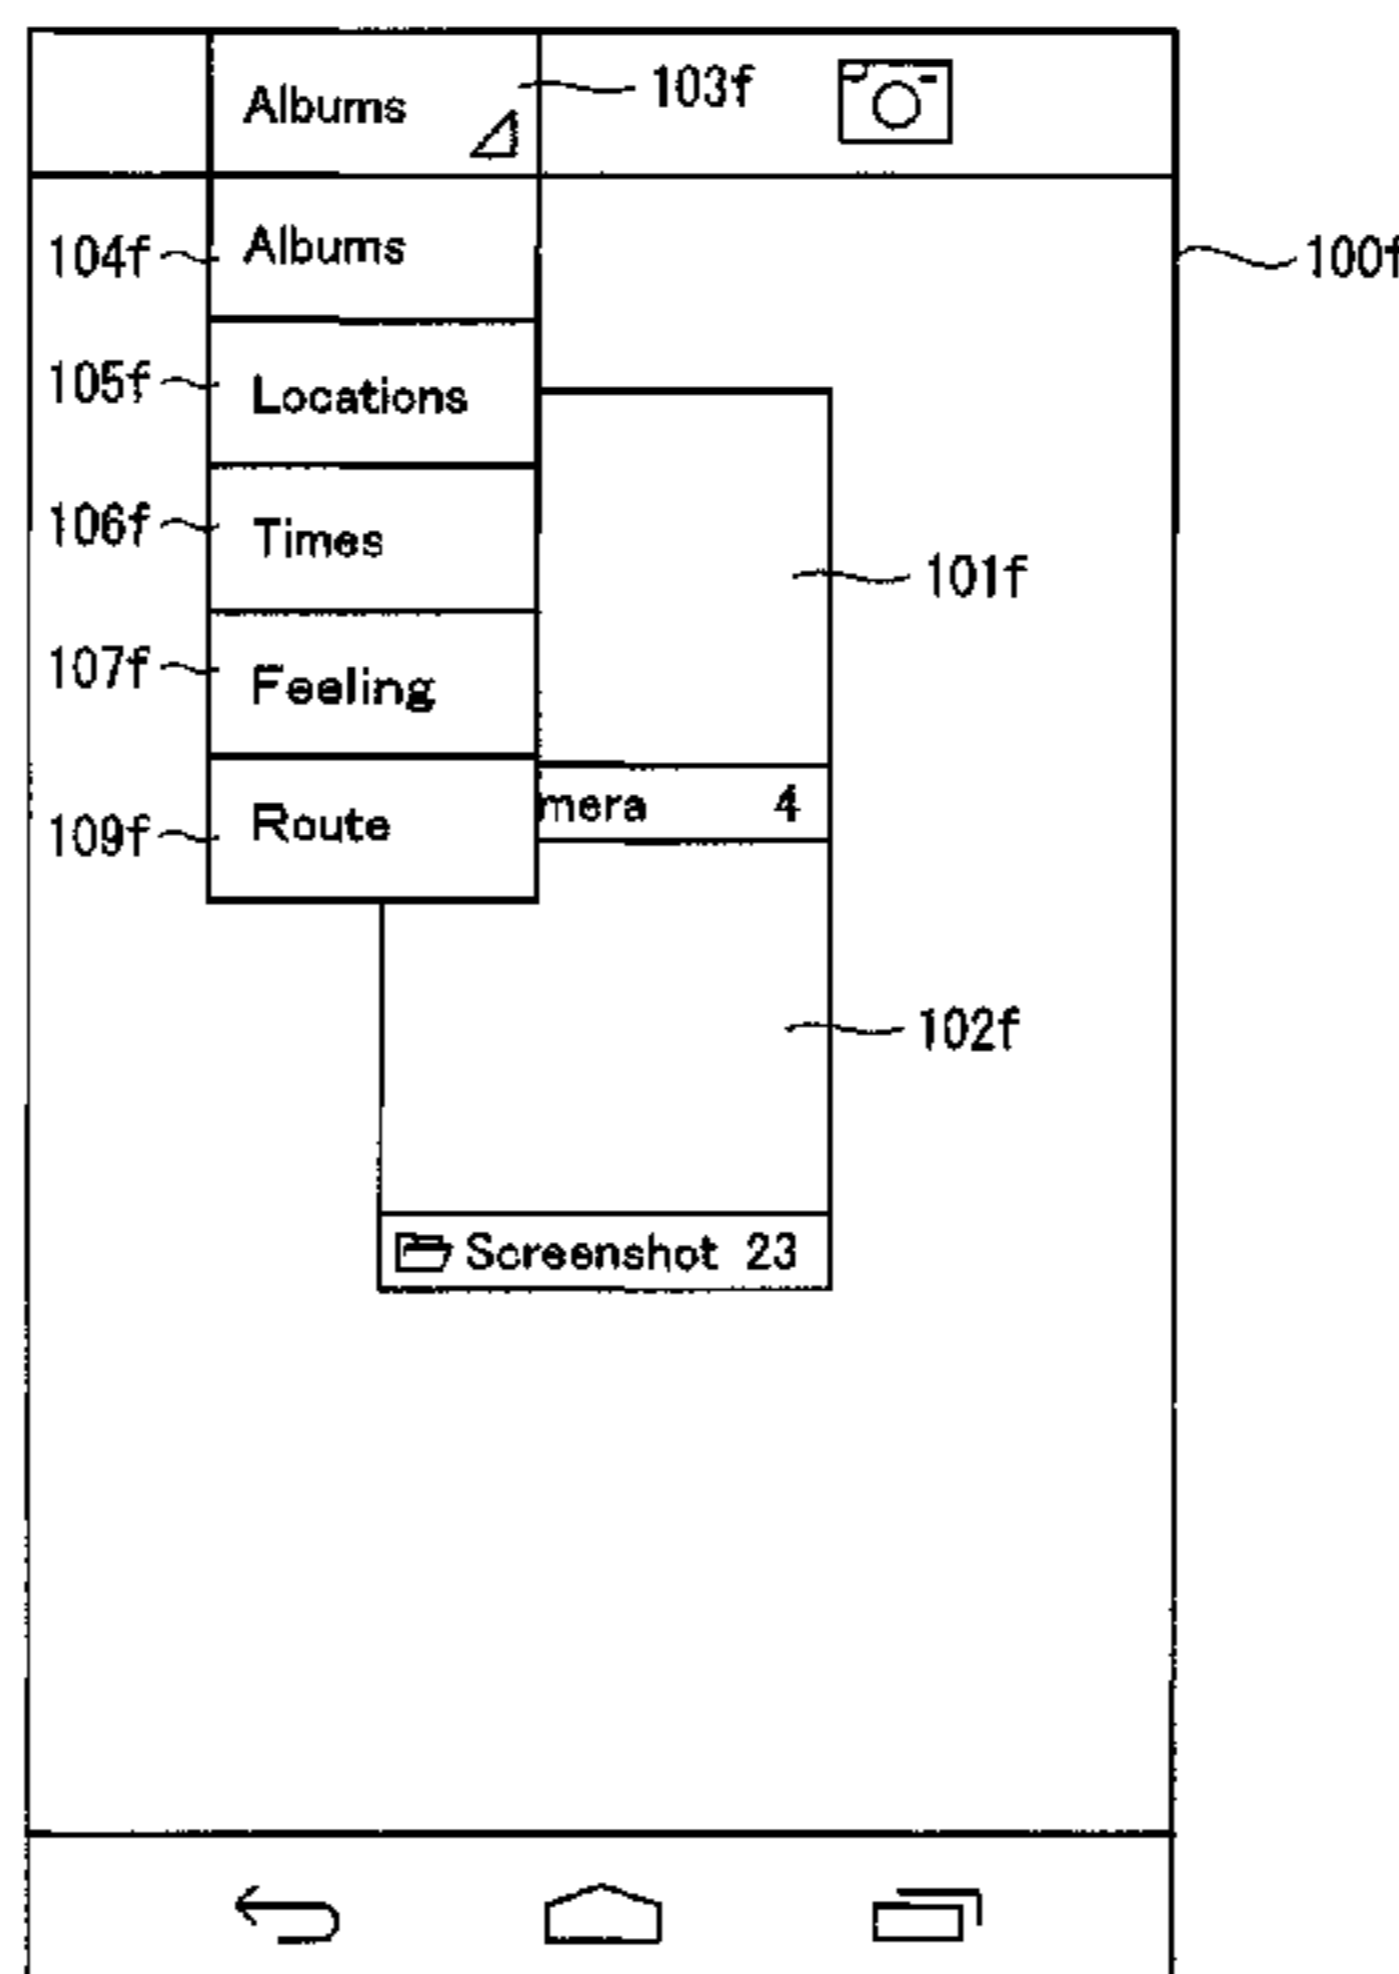 Albums 103f
104f Albums 100f
105f Locations
106f Times
101f
107f Feeling
mera 4
109f Route
102f
Screenshot 23